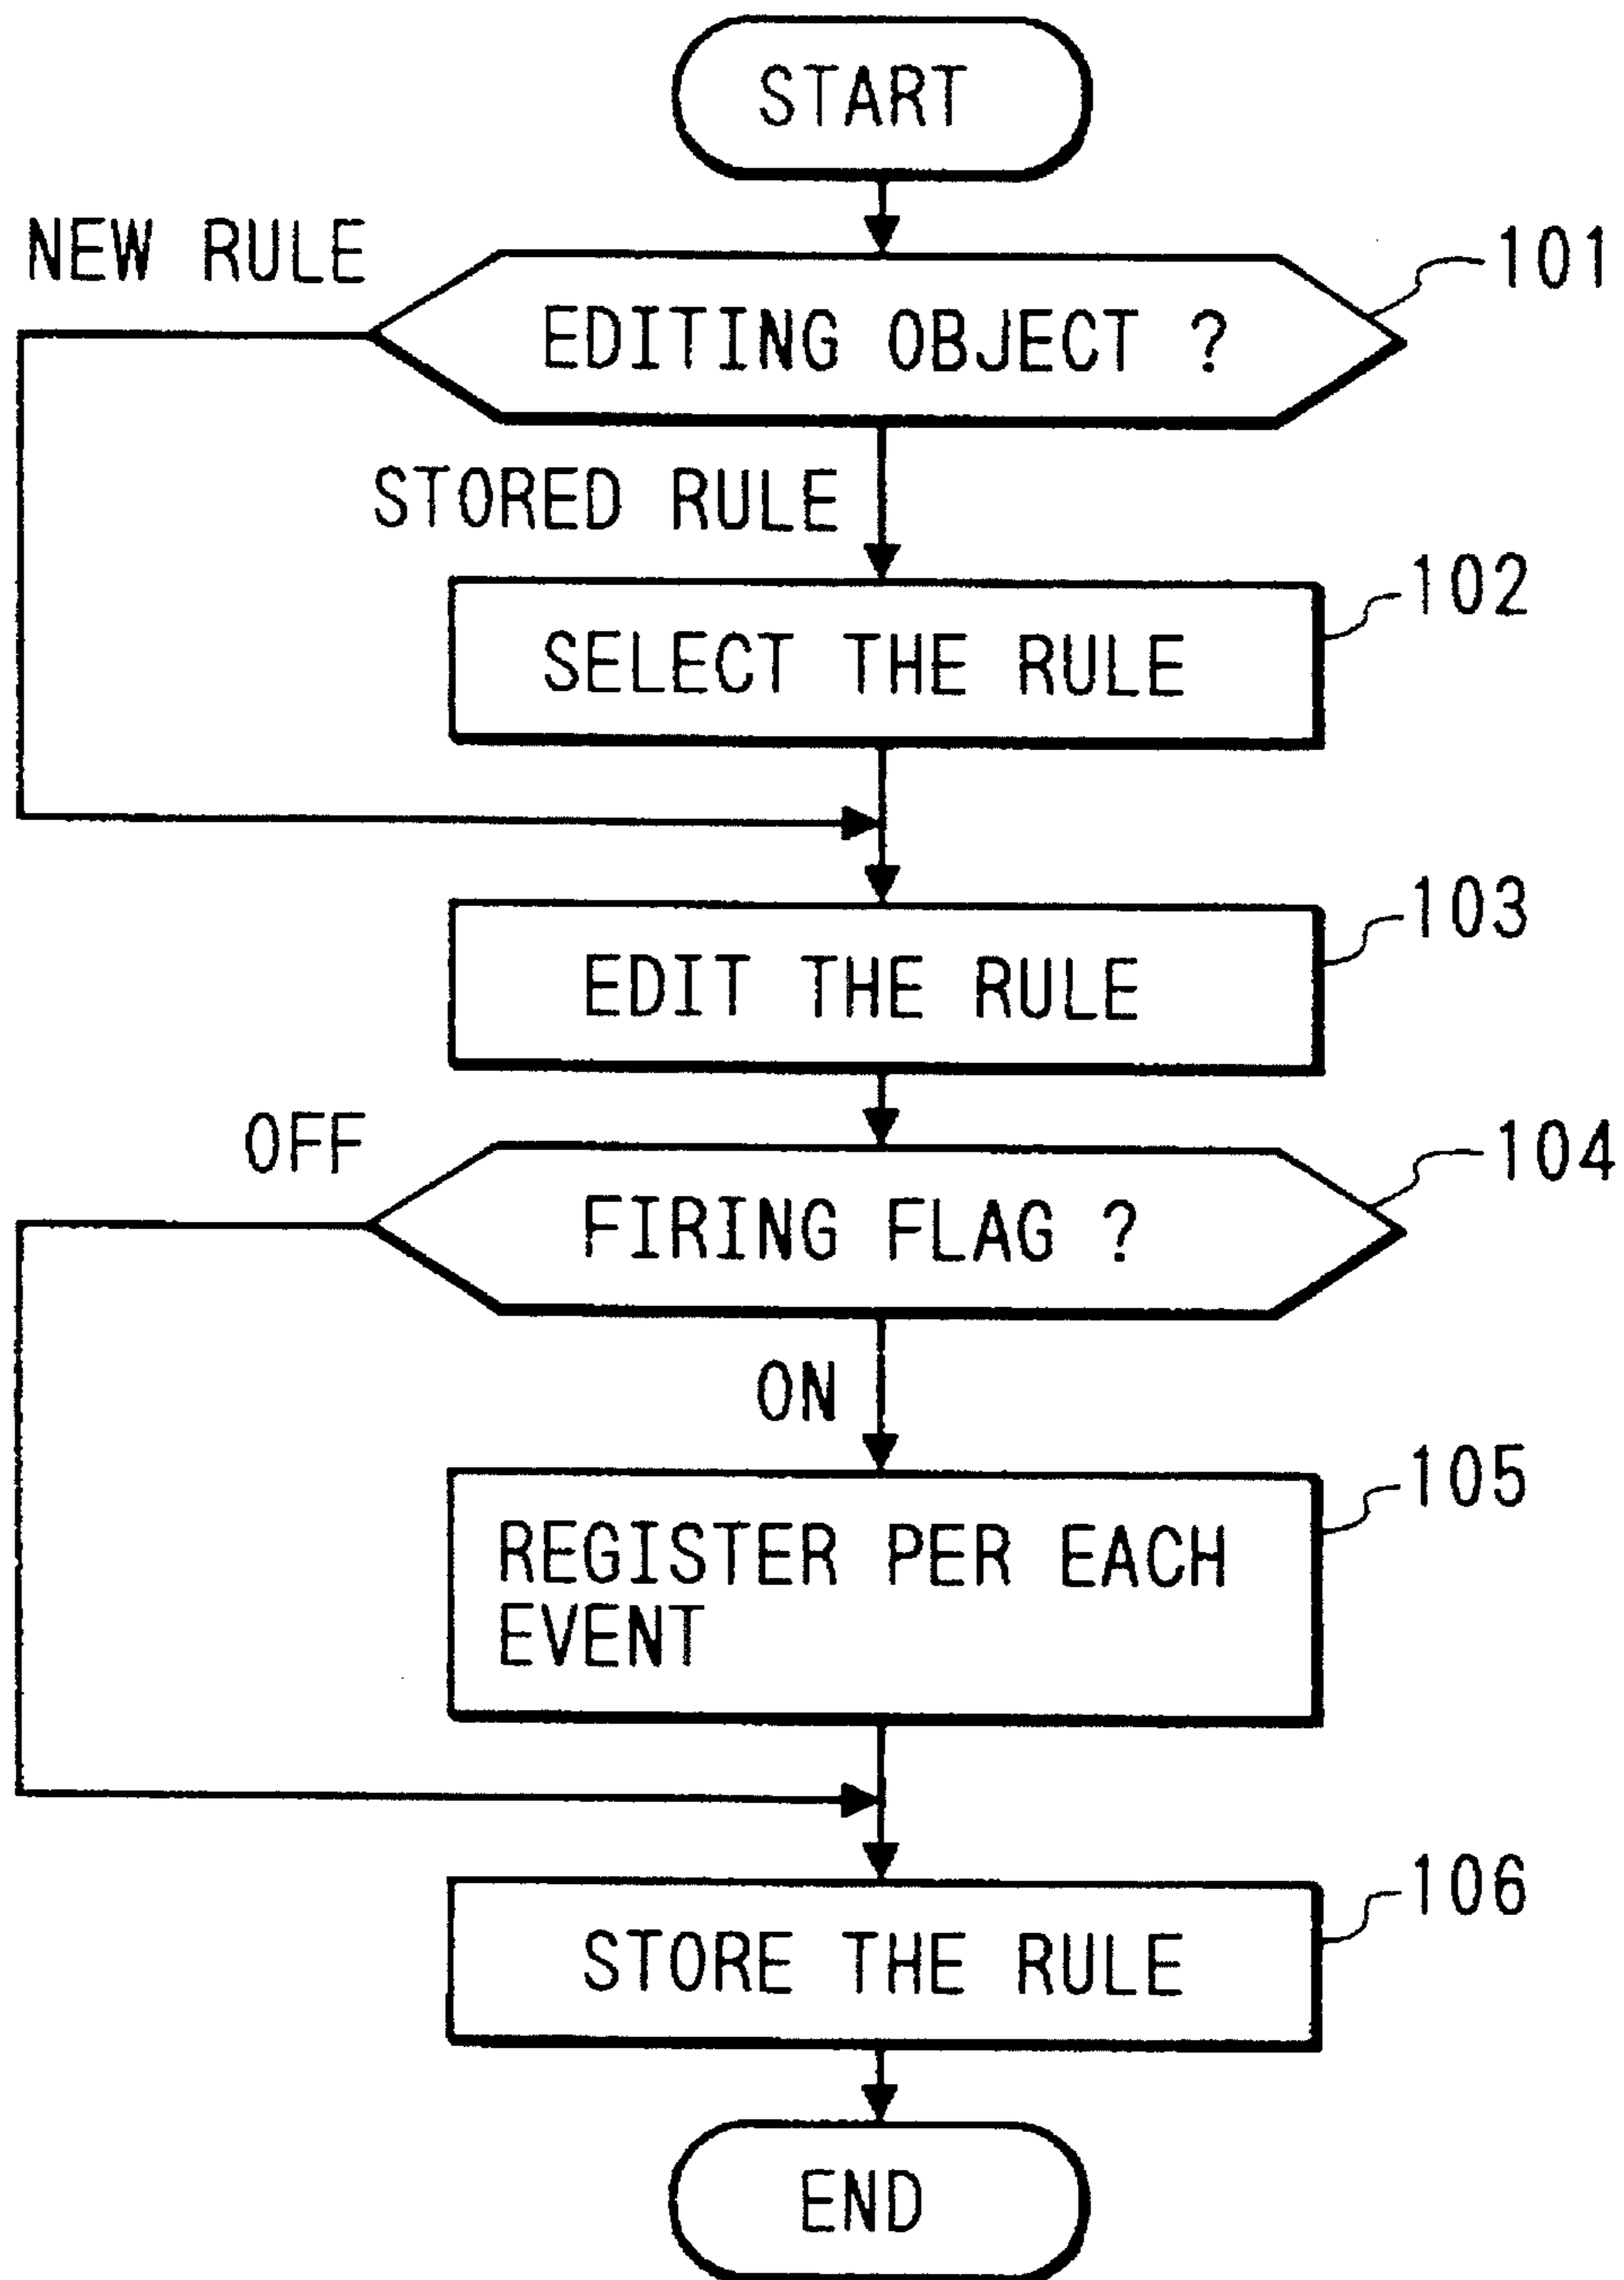 START
NEW RULE
101
EDITING OBJECT ?
STORED RULE
102
SELECT THE RULE
103
EDIT THE RULE
OFF
104
FIRING FLAG ?
ON
105
REGISTER PER EACH
EVENT
106
STORE THE RULE
END